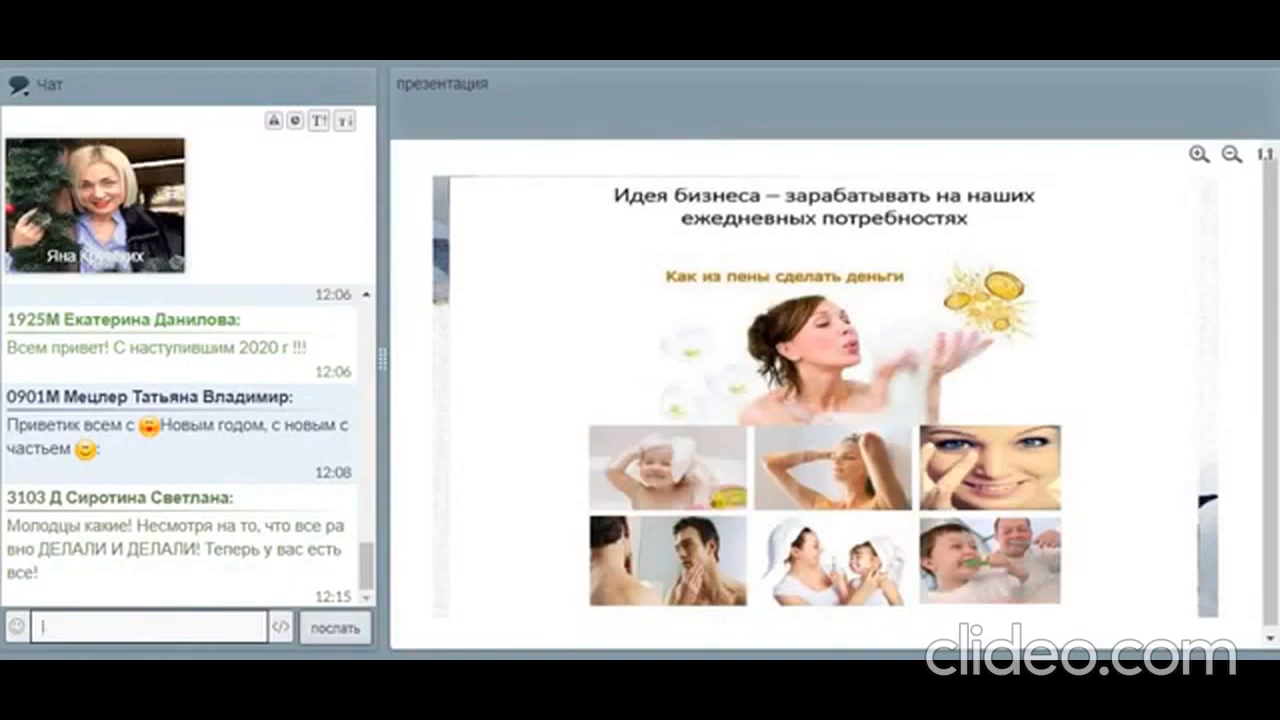 Чат
презентация
1:1
Яна
12:06
1925М Екатерина Данилова:
Всем привет! С наступившим 2020 г !!!
12:06
0901М Мецлер Татьяна Владимир:
Приветик всем с Новым годом, с новым с
частьем :
12:08
3103 Д Сиротина Светлана:
Молодцы какие! Несмотря на то, что все ра
вно ДЕЛАЛИ И ДЕЛАЛИ! Теперь у вас есть
все!
12:15
послать
Идея бизнеса – зарабатывать на наших
ежедневных потребностях
Как из пены сделать деньги
clideo.com